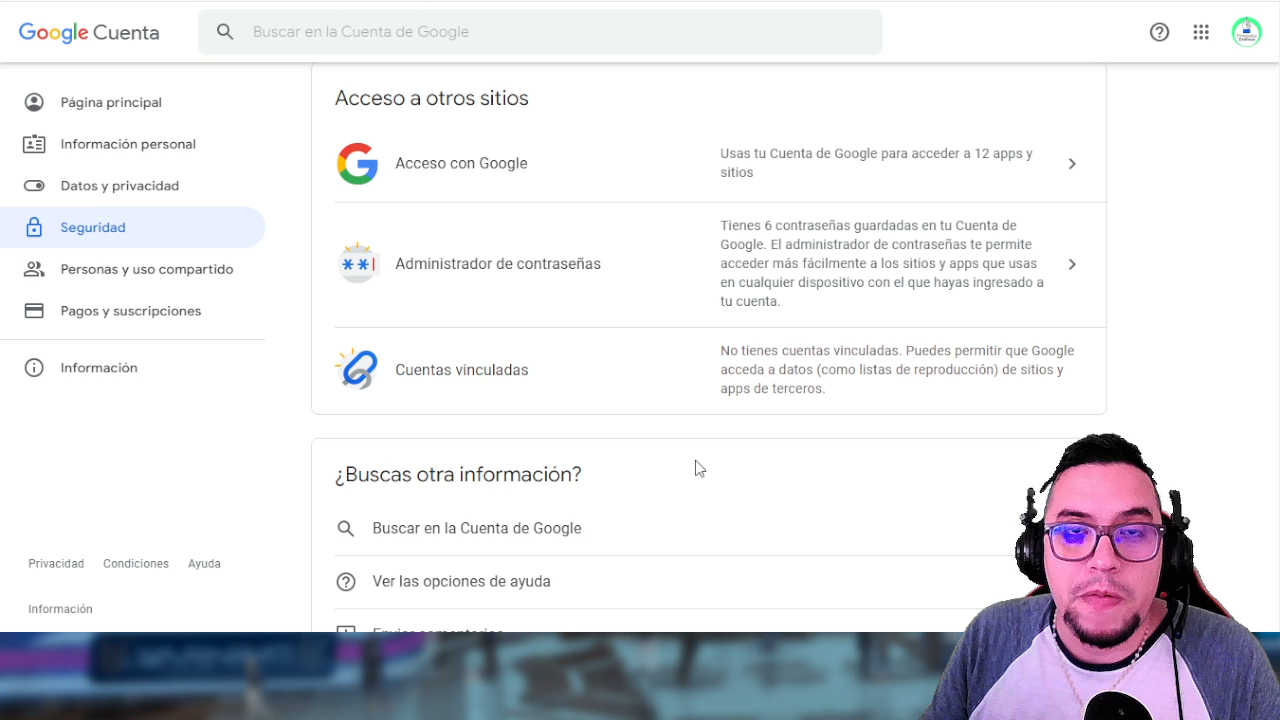 Google Cuenta
Buscar en la Cuenta de Google
Página principal
Información personal
Datos y privacidad
Seguridad
Personas y uso compartido
Pagos y suscripciones
Información
Privacidad
Condiciones
Ayuda
Información
Acceso a otros sitios
Acceso con Google
Usas tu Cuenta de Google para acceder a 12 apps y
sitios
Administrador de contraseñas
Tienes 6 contraseñas guardadas en tu Cuenta de
Google. El administrador de contraseñas te permite
acceder más fácilmente a los sitios y apps que usas
en cualquier dispositivo con el que hayas ingresado a
tu cuenta.
Cuentas vinculadas
No tienes cuentas vinculadas. Puedes permitir que Google
acceda a datos (como listas de reproducción) de sitios y
apps de terceros.
¿Buscas otra información?
Buscar en la Cuenta de Google
Ver las opciones de ayuda